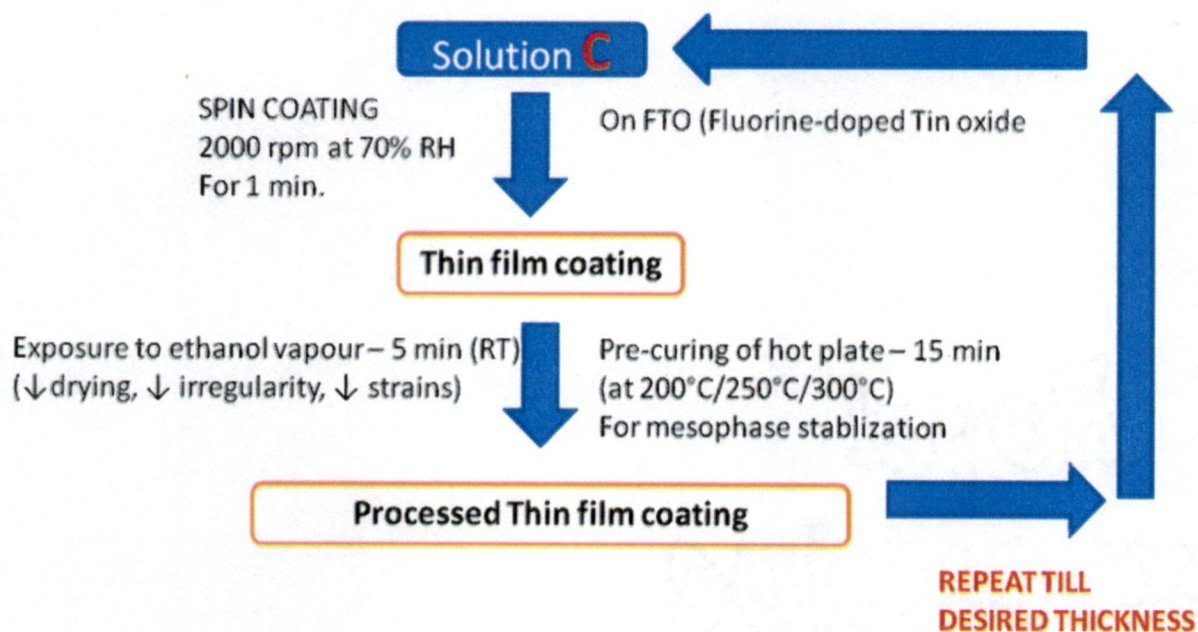 Solution C
SPIN COATING
2000 rpm at 70% RH
For 1 min.
On FTO (Fluorine-doped Tin oxide
Thin film coating
Exposure to ethanol vapour– 5 min (RT)
(↓drying, ↓ irregularity, ↓ strains)
Pre-curing of hot plate– 15 min
(at 200°C/250°C/300°C)
For mesophase stablization
Processed Thin film coating
REPEAT TILL
DESIRED THICKNESS